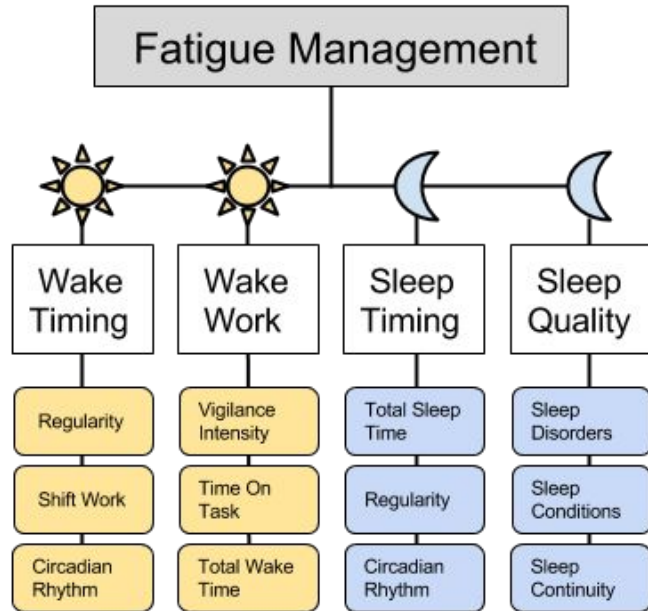 Fatigue Management
Wake
Timing
Wake
Work
Sleep
Timing
Sleep
Quality
Regularity
Shift Work
Circadian
Rhythm
Vigilance
Intensity
Time On
Task
Total Wake
Time
Total Sleep
Time
Regularity
Circadian
Rhythm
Sleep
Disorders
Sleep
Conditions
Sleep
Continuity